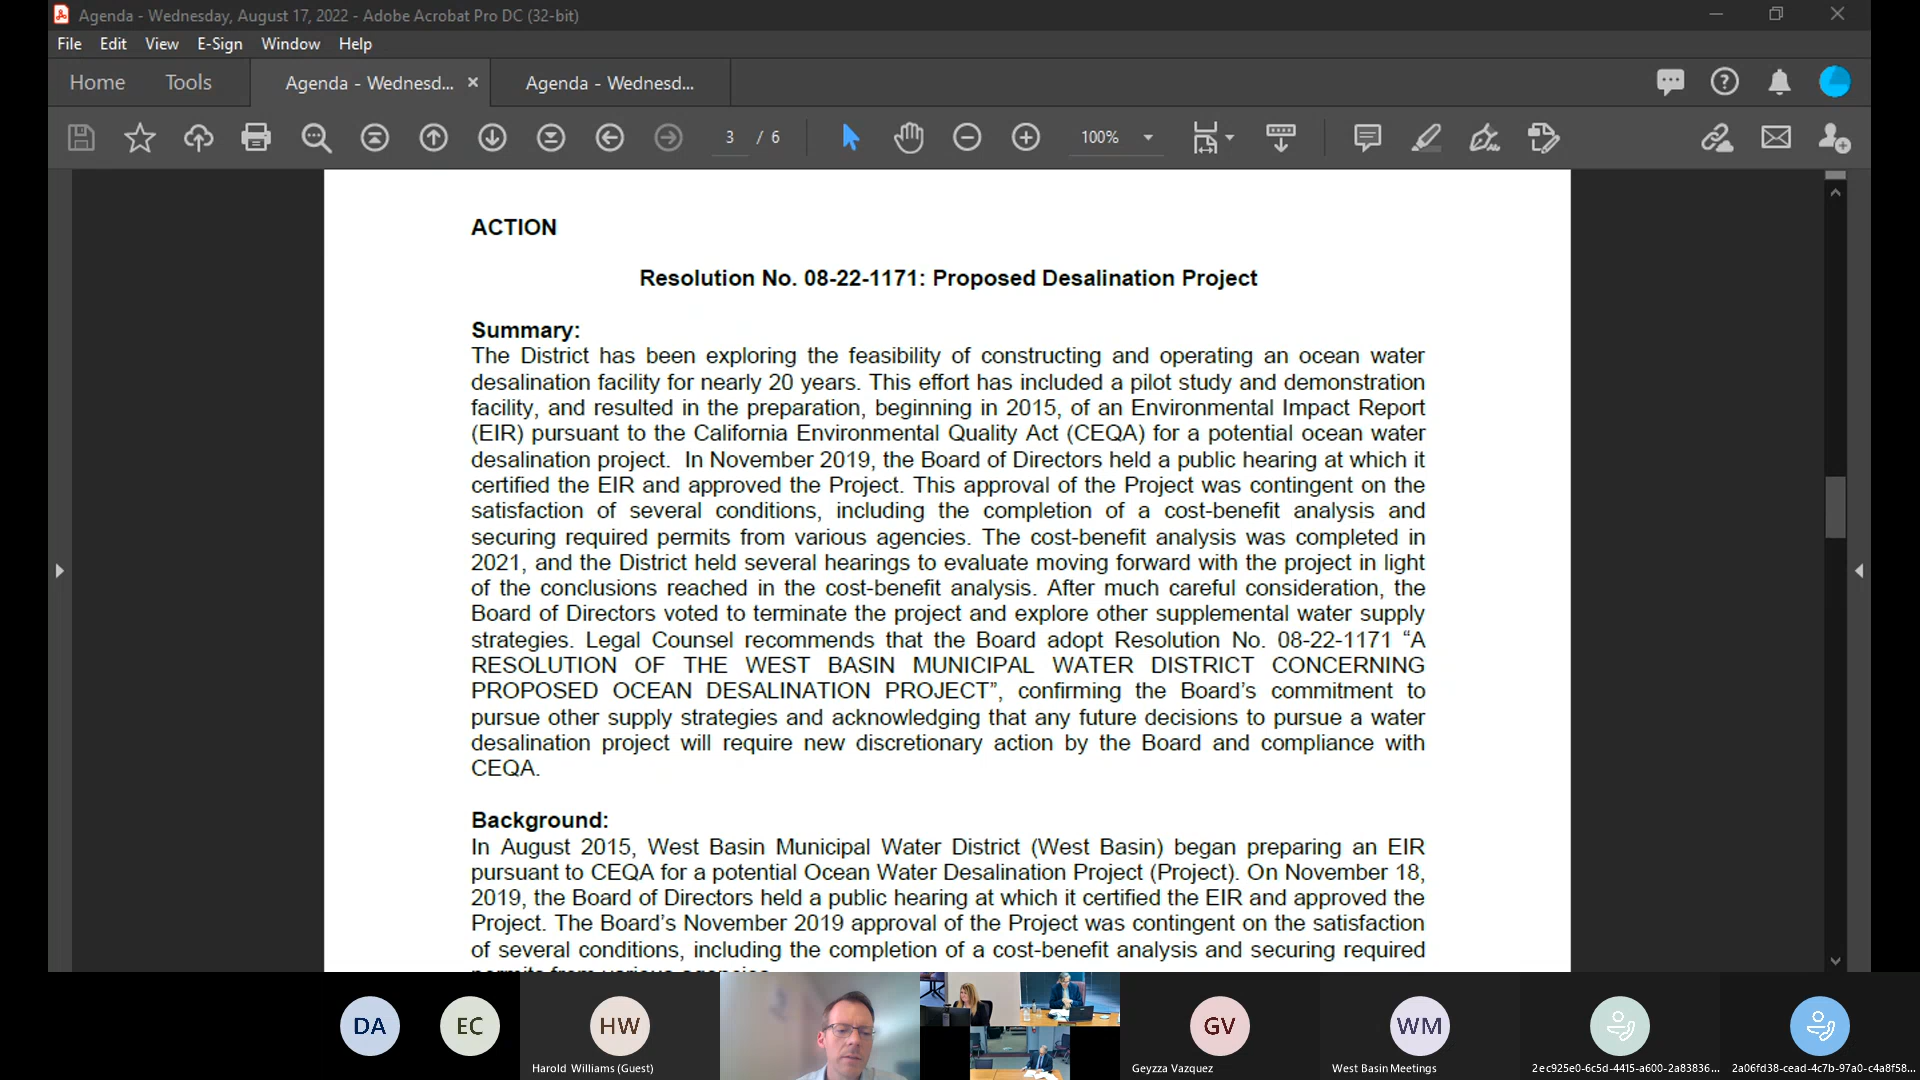 Agenda - Wednesday, August 17, 2022 - Adobe Acrobat Pro DC (32-bit)
File Edit View E-Sign Window Help
Home Tools Agenda - Wednesd... × Agenda - Wednesd...
3 / 6 100%
ACTION
Resolution No. 08-22-1171: Proposed Desalination Project
Summary:
The District has been exploring the feasibility of constructing and operating an ocean water
desalination facility for nearly 20 years. This effort has included a pilot study and demonstration
facility, and resulted in the preparation, beginning in 2015, of an Environmental Impact Report
(EIR) pursuant to the California Environmental Quality Act (CEQA) for a potential ocean water
desalination project. In November 2019, the Board of Directors held a public hearing at which it
certified the EIR and approved the Project. This approval of the Project was contingent on the
satisfaction of several conditions, including the completion of a cost-benefit analysis and
securing required permits from various agencies. The cost-benefit analysis was completed in
2021, and the District held several hearings to evaluate moving forward with the project in light
of the conclusions reached in the cost-benefit analysis. After much careful consideration, the
Board of Directors voted to terminate the project and explore other supplemental water supply
strategies. Legal Counsel recommends that the Board adopt Resolution No. 08-22-1171 “A
RESOLUTION OF THE WEST BASIN MUNICIPAL WATER DISTRICT CONCERNING
PROPOSED OCEAN DESALINATION PROJECT”, confirming the Board’s commitment to
pursue other supply strategies and acknowledging that any future decisions to pursue a water
desalination project will require new discretionary action by the Board and compliance with
CEQA.
Background:
In August 2015, West Basin Municipal Water District (West Basin) began preparing an EIR
pursuant to CEQA for a potential Ocean Water Desalination Project (Project). On November 18,
2019, the Board of Directors held a public hearing at which it certified the EIR and approved the
Project. The Board’s November 2019 approval of the Project was contingent on the satisfaction
of several conditions, including the completion of a cost-benefit analysis and securing required
permits from various agencies.
DA EC HW GV WM
Harold Williams (Guest) Geyzza Vazquez West Basin Meetings 2ec925e0-6c5d-4415-a600-2a83836... 2a06fd38-cead-4c7b-97a0-c4a8f58...